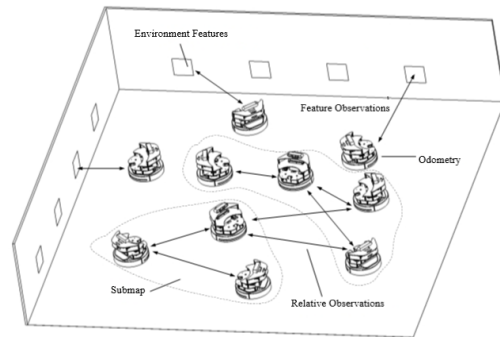 Environment Features
Feature Observations
Odometry
Submap
Relative Observations